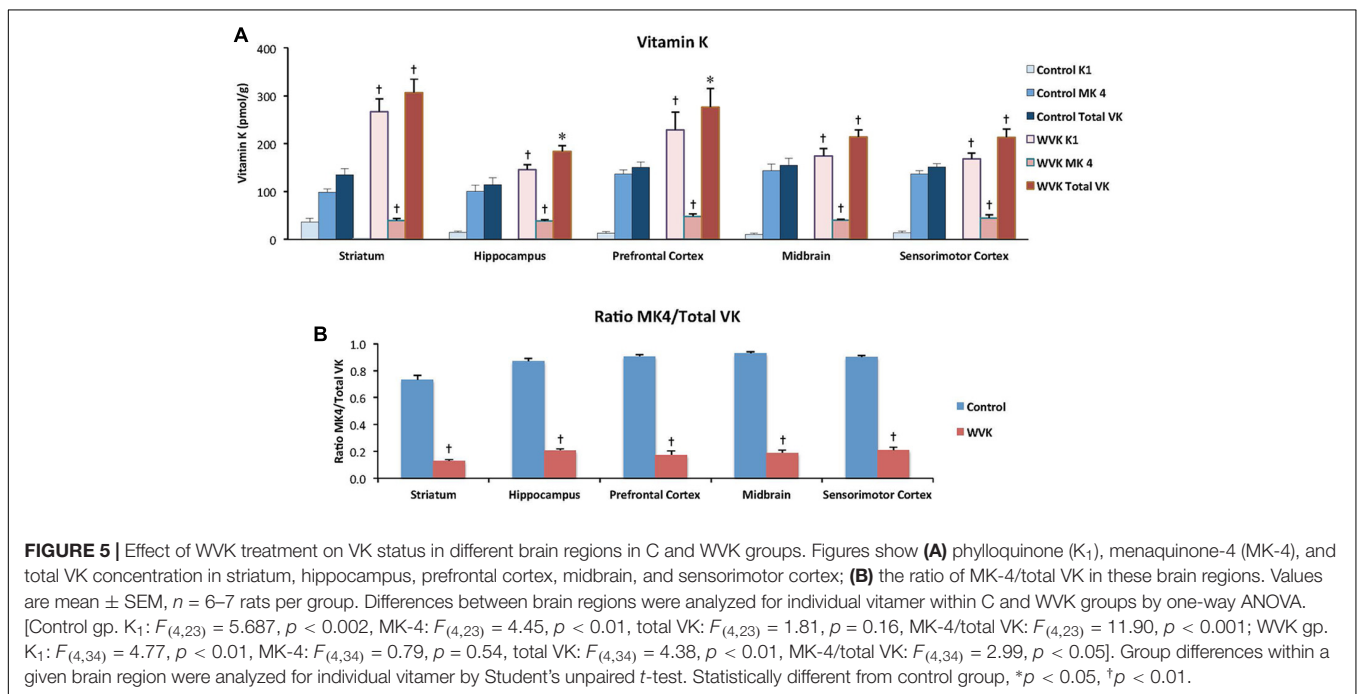 A
Vitamin K
400
300
200
100
0
Vitamin K (pmol/g)
† † † * † * † † † †
† † † † †
Striatum Hippocampus Prefrontal Cortex Midbrain Sensorimotor Cortex
Control K1
Control MK 4
Control Total VK
WVK K1
WVK MK 4
WVK Total VK
B
Ratio MK4/Total VK
1.0
0.8
0.6
0.4
0.2
0.0
Ratio MK4/Total VK
† † † † †
Striatum Hippocampus Prefrontal Cortex Midbrain Sensorimotor Cortex
Control
WVK
FIGURE 5 | Effect of WVK treatment on VK status in different brain regions in C and WVK groups. Figures show (A) phylloquinone (K₁), menaquinone-4 (MK-4), and
total VK concentration in striatum, hippocampus, prefrontal cortex, midbrain, and sensorimotor cortex; (B) the ratio of MK-4/total VK in these brain regions. Values
are mean ± SEM, n = 6–7 rats per group. Differences between brain regions were analyzed for individual vitamer within C and WVK groups by one-way ANOVA.
[Control gp. K₁: F(4,23) = 5.687, p < 0.002, MK-4: F(4,23) = 4.45, p < 0.01, total VK: F(4,23) = 1.81, p = 0.16, MK-4/total VK: F(4,23) = 11.90, p < 0.001; WVK gp.
K₁: F(4,34) = 4.77, p < 0.01, MK-4: F(4,34) = 0.79, p = 0.54, total VK: F(4,34) = 4.38, p < 0.01, MK-4/total VK: F(4,34) = 2.99, p < 0.05]. Group differences within a
given brain region were analyzed for individual vitamer by Student's unpaired t-test. Statistically different from control group, *p < 0.05, †p < 0.01.